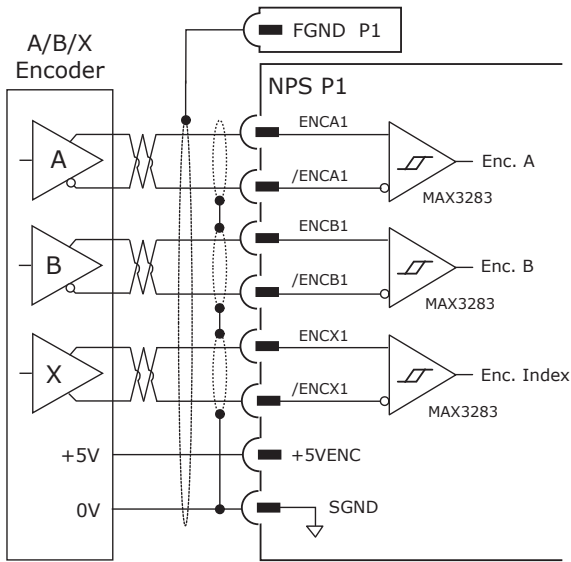 FGND P1
A/B/X
Encoder
NPS P1
ENCA1
A
Enc. A
/ENCA1
MAX3283
ENCB1
B
Enc. B
/ENCB1
MAX3283
ENCX1
X
Enc. Index
/ENCX1
MAX3283
+5V
+5VENC
0V
SGND